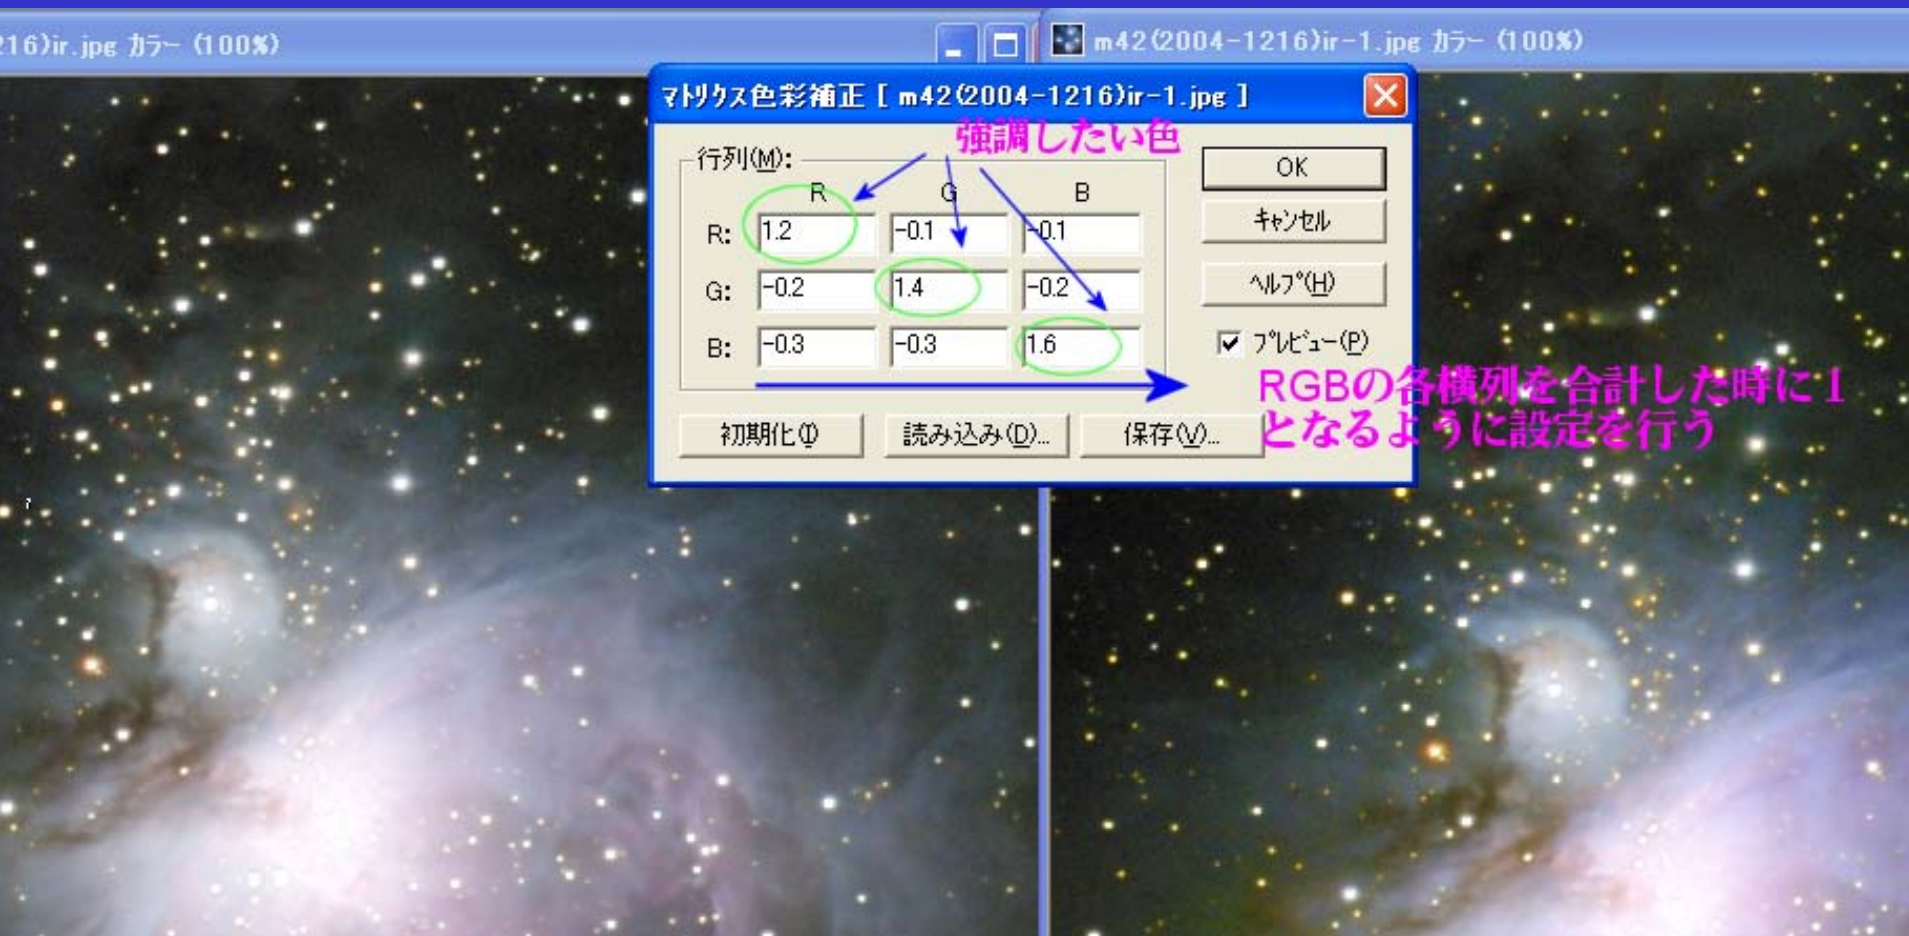 216)ir.jpg カラー (100%)
m42(2004-1216)ir-1.jpg カラー (100%)
マトリクス色彩補正 [ m42(2004-1216)ir-1.jpg ]
強調したい色
行列(M):
R G B
R: 1.2 -0.1 -0.1
G: -0.2 1.4 -0.2
B: -0.3 -0.3 1.6
OK
キャンセル
ヘルプ(H)
プレビュー(P)
RGBの各横列を合計した時に1
となるように設定を行う
初期化(I)
読み込み(D)...
保存(V)...